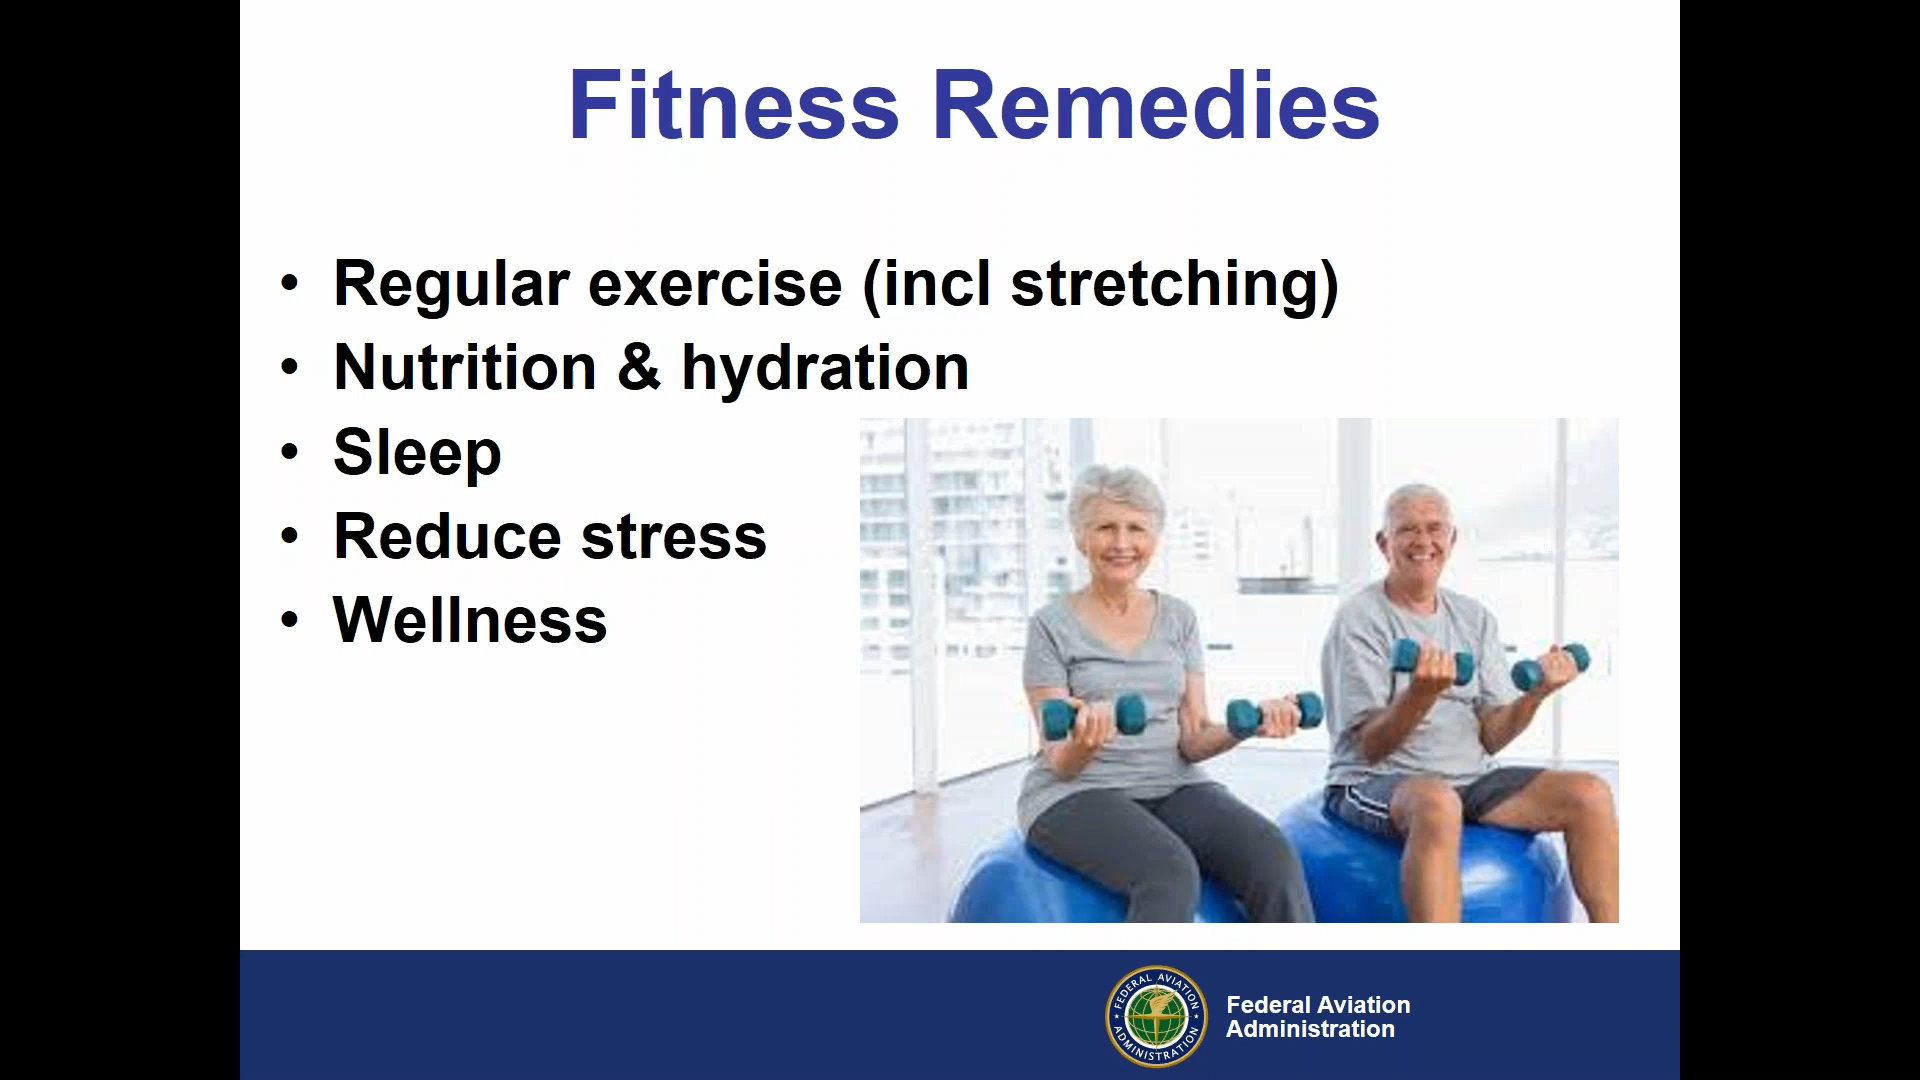 Fitness Remedies
• Regular exercise (incl stretching)
• Nutrition & hydration
• Sleep
• Reduce stress
• Wellness
FEDERAL AVIATION
ADMINISTRATION
Federal Aviation
Administration